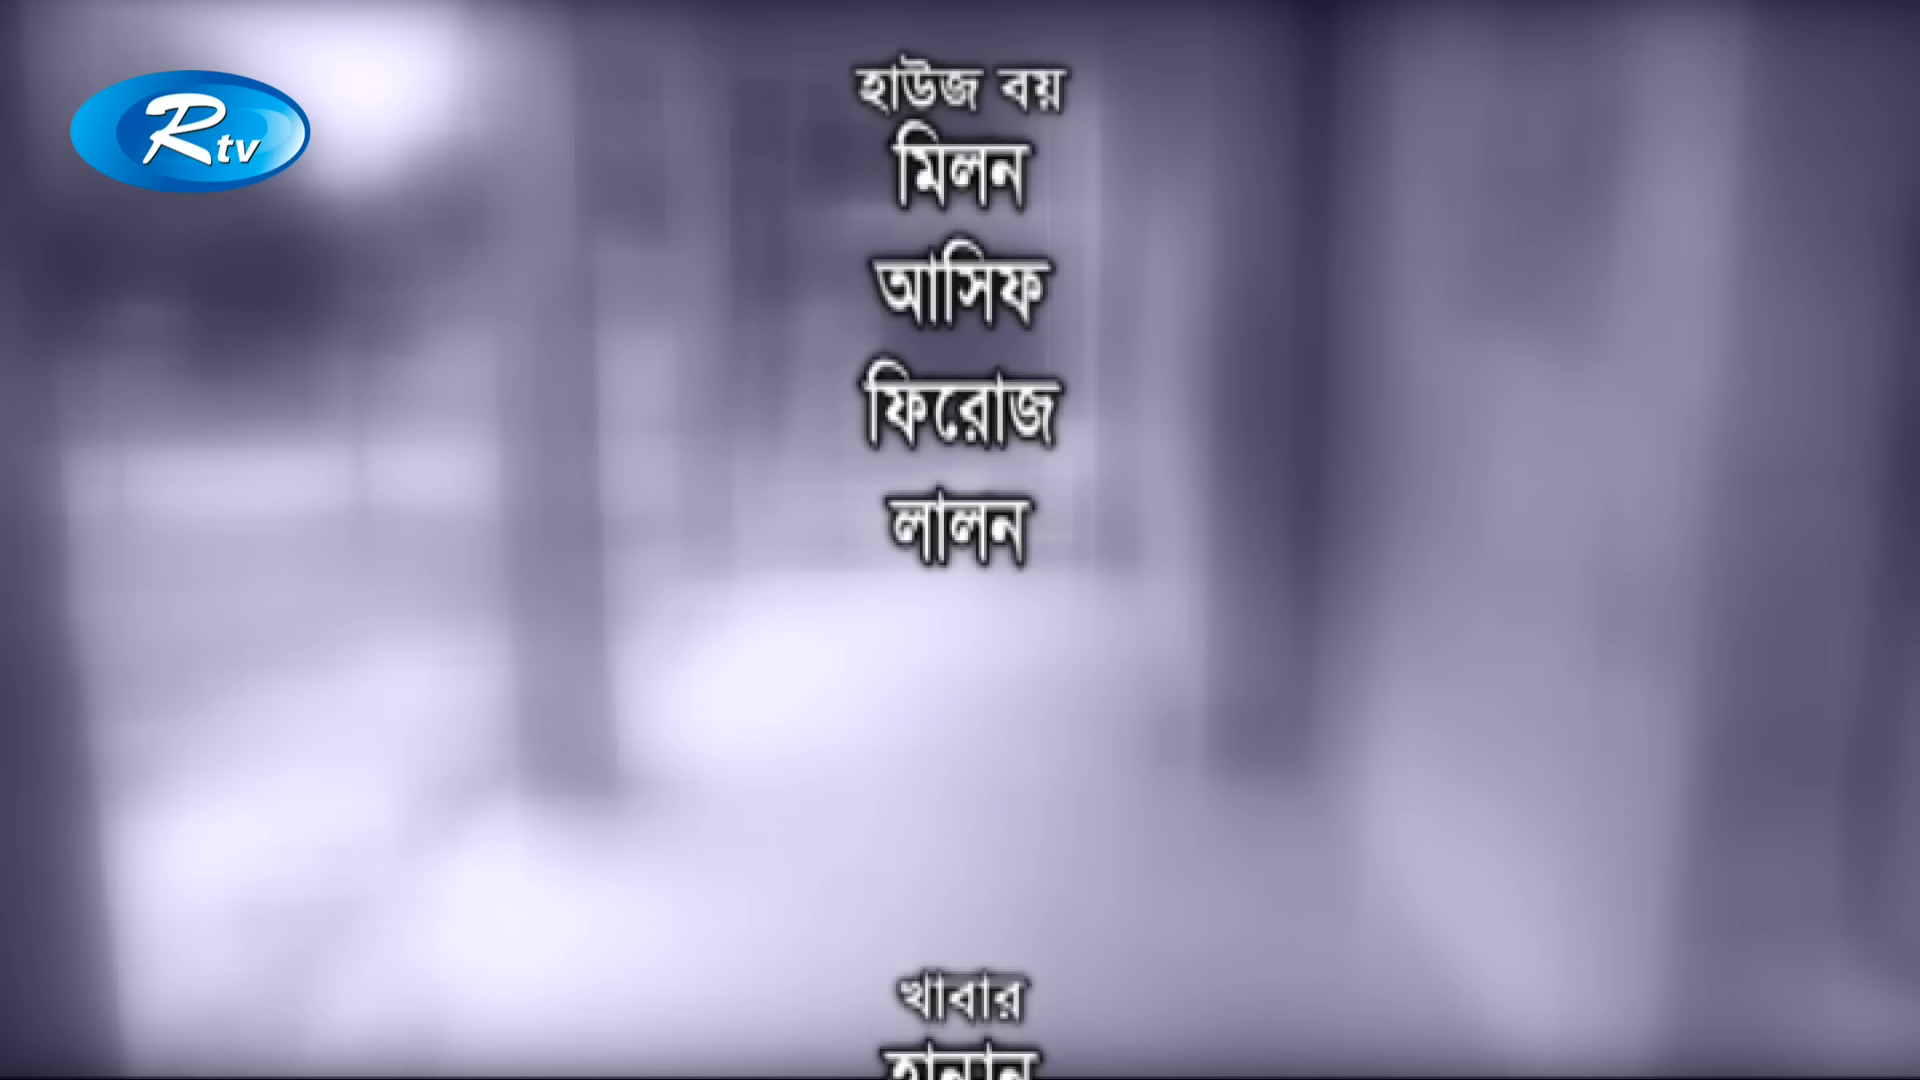 Rtv
হাউজ বয়
মিলন
আসিফ
ফিরোজ
লালন
খাবার